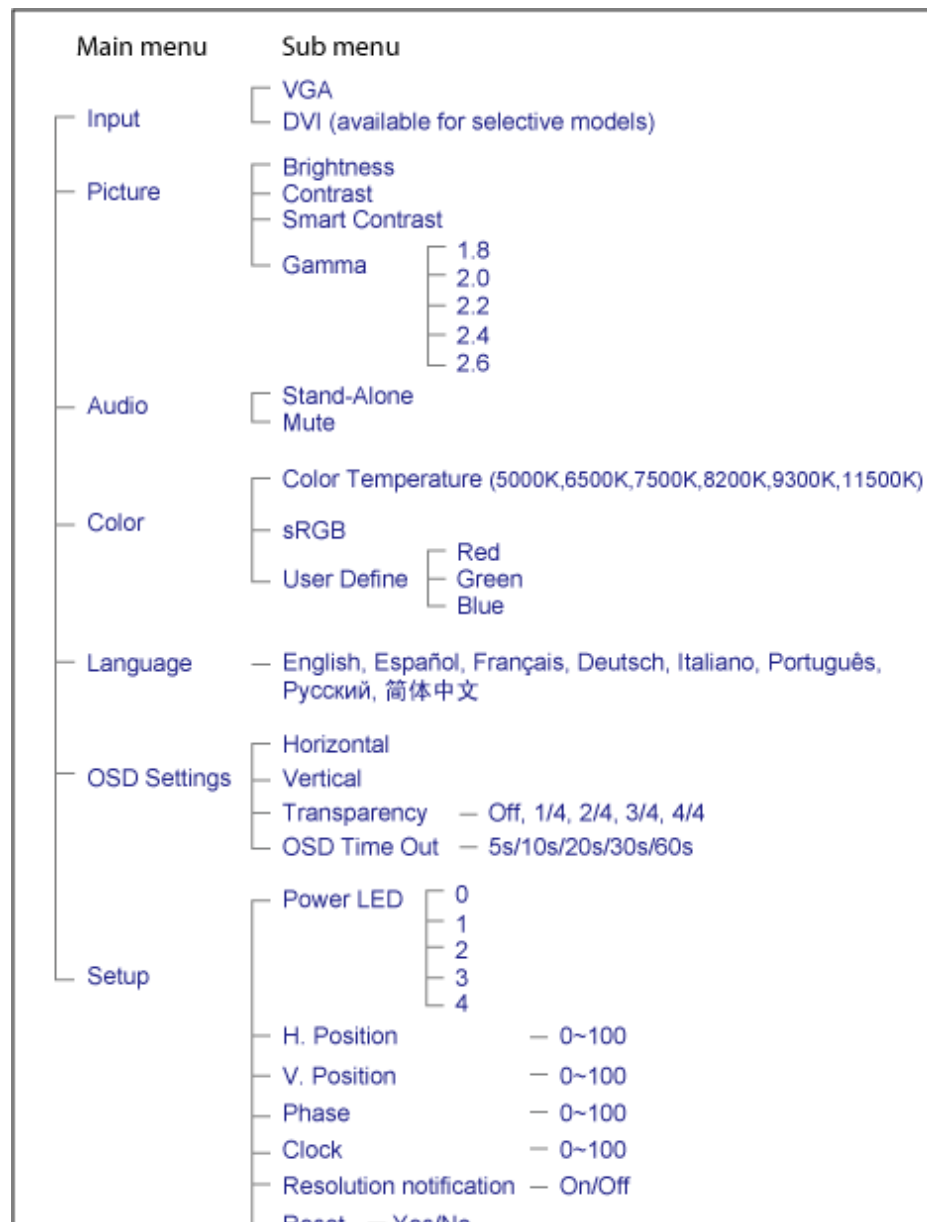 Main menu Sub menu
VGA
Input
DVI (available for selective models)
Brightness
Picture
Contrast
Smart Contrast
Gamma
1.8
2.0
2.2
2.4
2.6
Audio
Stand-Alone
Mute
Color Temperature (5000K,6500K,7500K,8200K,9300K,11500K)
Color
sRGB
User Define
Red
Green
Blue
Language — English, Español, Français, Deutsch, Italiano, Português,
Русский, 简体中文
Horizontal
OSD Settings
Vertical
Transparency — Off, 1/4, 2/4, 3/4, 4/4
OSD Time Out — 5s/10s/20s/30s/60s
Power LED
0
1
2
3
4
Setup
H. Position — 0~100
V. Position — 0~100
Phase — 0~100
Clock — 0~100
Resolution notification — On/Off
Reset — Yes/No